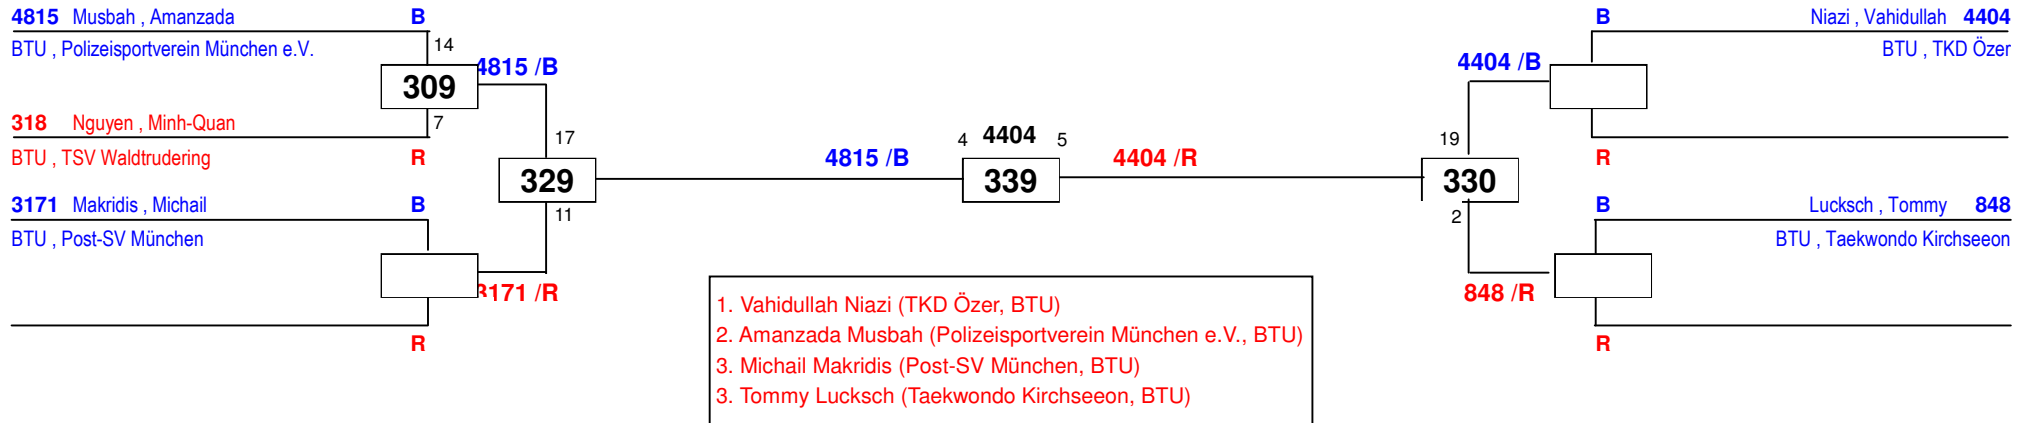 4815 Musbah , Amanzada B
BTU , Polizeisportverein München e.V.
14
309
4815 /B
318 Nguyen , Minh-Quan
7
BTU , TSV Waldtrudering R
17
329
11
3171 Makridis , Michail B
BTU , Post-SV München
3171 /R
R
4815 /B
4 4404 5
339
4404 /R
B Niazi , Vahidullah 4404
BTU , TKD Özer
4404 /B
R
19
330
2
B Lucksch , Tommy 848
BTU , Taekwondo Kirchseeon
848 /R
R
1. Vahidullah Niazi (TKD Özer, BTU)
2. Amanzada Musbah (Polizeisportverein München e.V., BTU)
3. Michail Makridis (Post-SV München, BTU)
3. Tommy Lucksch (Taekwondo Kirchseeon, BTU)